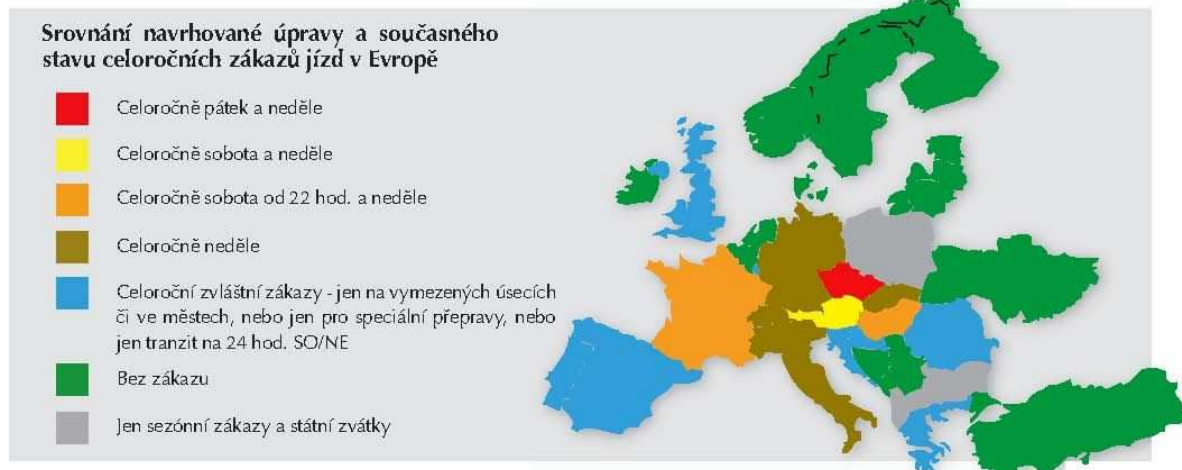 Srovnání navrhované úpravy a současného
stavu celoročních zákazů jízd v Evropě
Celoročně pátek a neděle
Celoročně sobota a neděle
Celoročně sobota od 22 hod. a neděle
Celoročně neděle
Celoroční zvláštní zákazy - jen na vymezených úsecích
či ve městech, nebo jen pro speciální přepravy, nebo
jen tranzit na 24 hod. SO/NE
Bez zákazu
Jen sezónní zákazy a státní zvátky